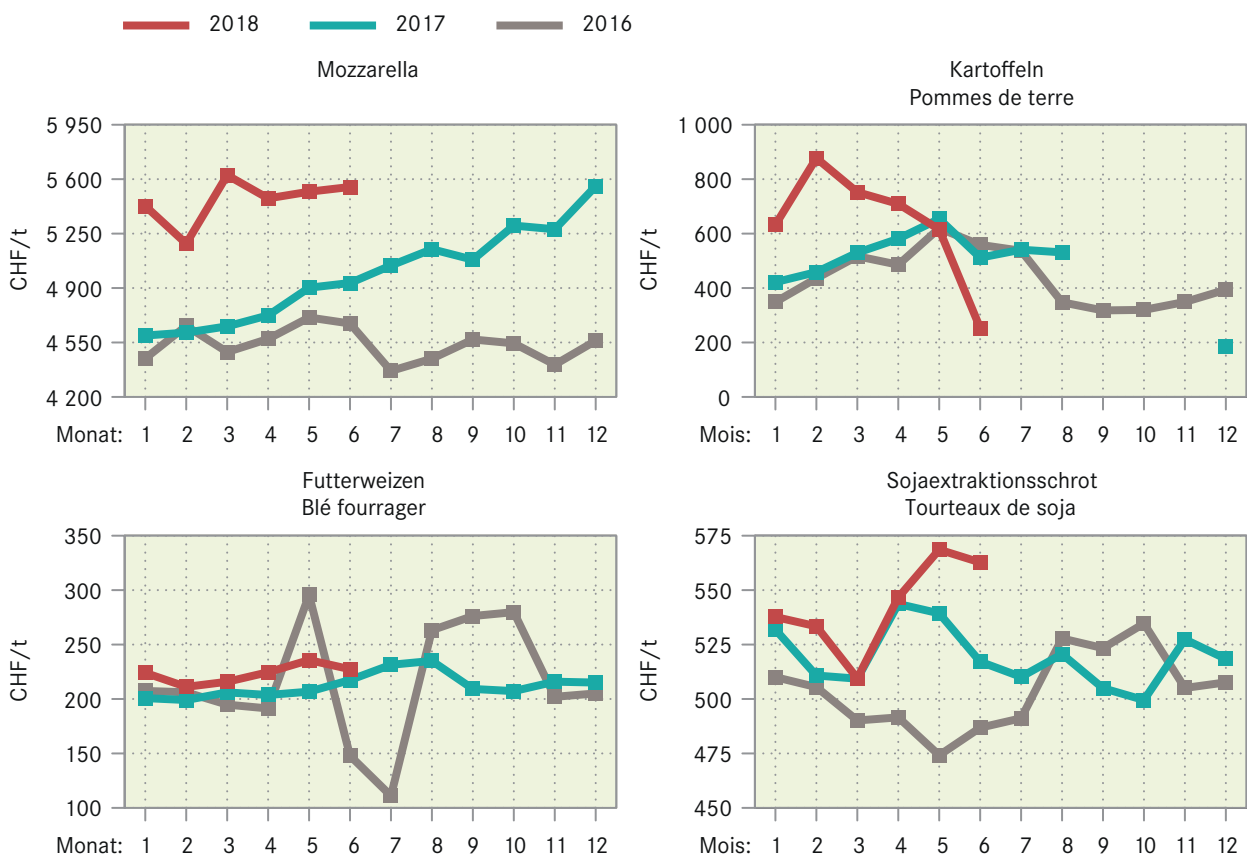 2018 2017 2016
Mozzarella
CHF/t
5 950
5 600
5 250
4 900
4 550
4 200
Monat: 1 2 3 4 5 6 7 8 9 10 11 12
Kartoffeln
Pommes de terre
CHF/t
1 000
800
600
400
200
0
Mois: 1 2 3 4 5 6 7 8 9 10 11 12
Futterweizen
Blé fourrager
CHF/t
350
300
250
200
150
100
Monat: 1 2 3 4 5 6 7 8 9 10 11 12
Sojaextraktionsschrot
Tourteaux de soja
CHF/t
575
550
525
500
475
450
Mois: 1 2 3 4 5 6 7 8 9 10 11 12